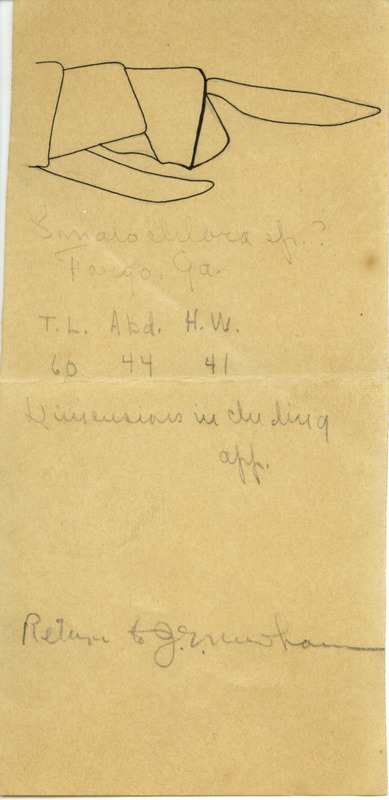 Somatochlora sp.?
Fargo, Ga.
T.L. Abd. H.W.
60 44 41
Dimensions including
app.
Return to